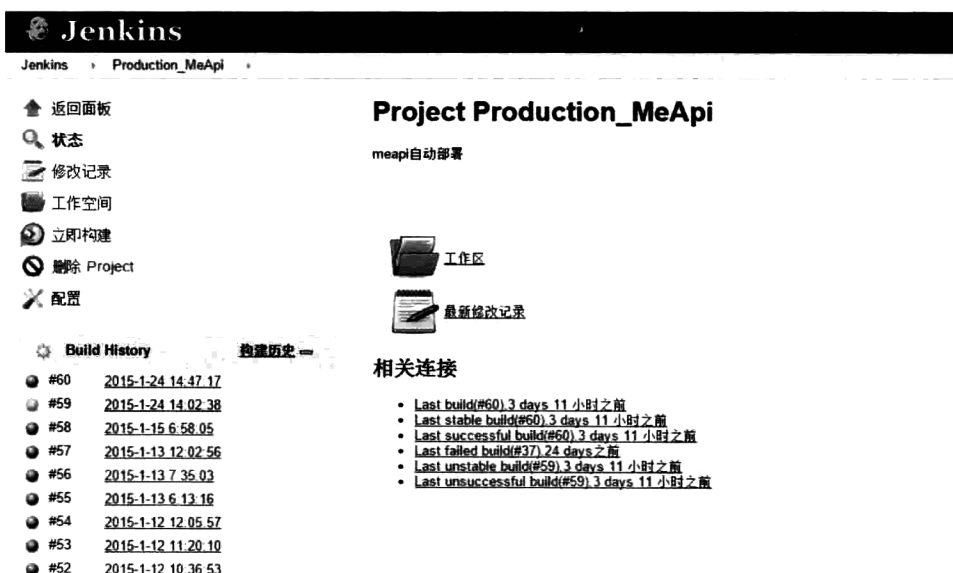 Jenkins
Jenkins Production_MeApi
返回面板
状态
修改记录
工作空间
立即构建
删除 Project
配置
Build History 构建历史
#60 2015-1-24 14:47:17
#59 2015-1-24 14:02:38
#58 2015-1-15 6:58:05
#57 2015-1-13 12:02:56
#56 2015-1-13 7 35:03
#55 2015-1-13 6 13:16
#54 2015-1-12 12:05:57
#53 2015-1-12 11:20:10
#52 2015-1-12 10:36:53
Project Production_MeApi
meapi自动部署
工作区
最新修改记录
相关连接
Last build(#60),3 days 11 小时之前
Last stable build(#60),3 days 11 小时之前
Last successful build(#60),3 days 11 小时之前
Last failed build(#37),24 days之前
Last unstable build(#59),3 days 11 小时之前
Last unsuccessful build(#59),3 days 11 小时之前